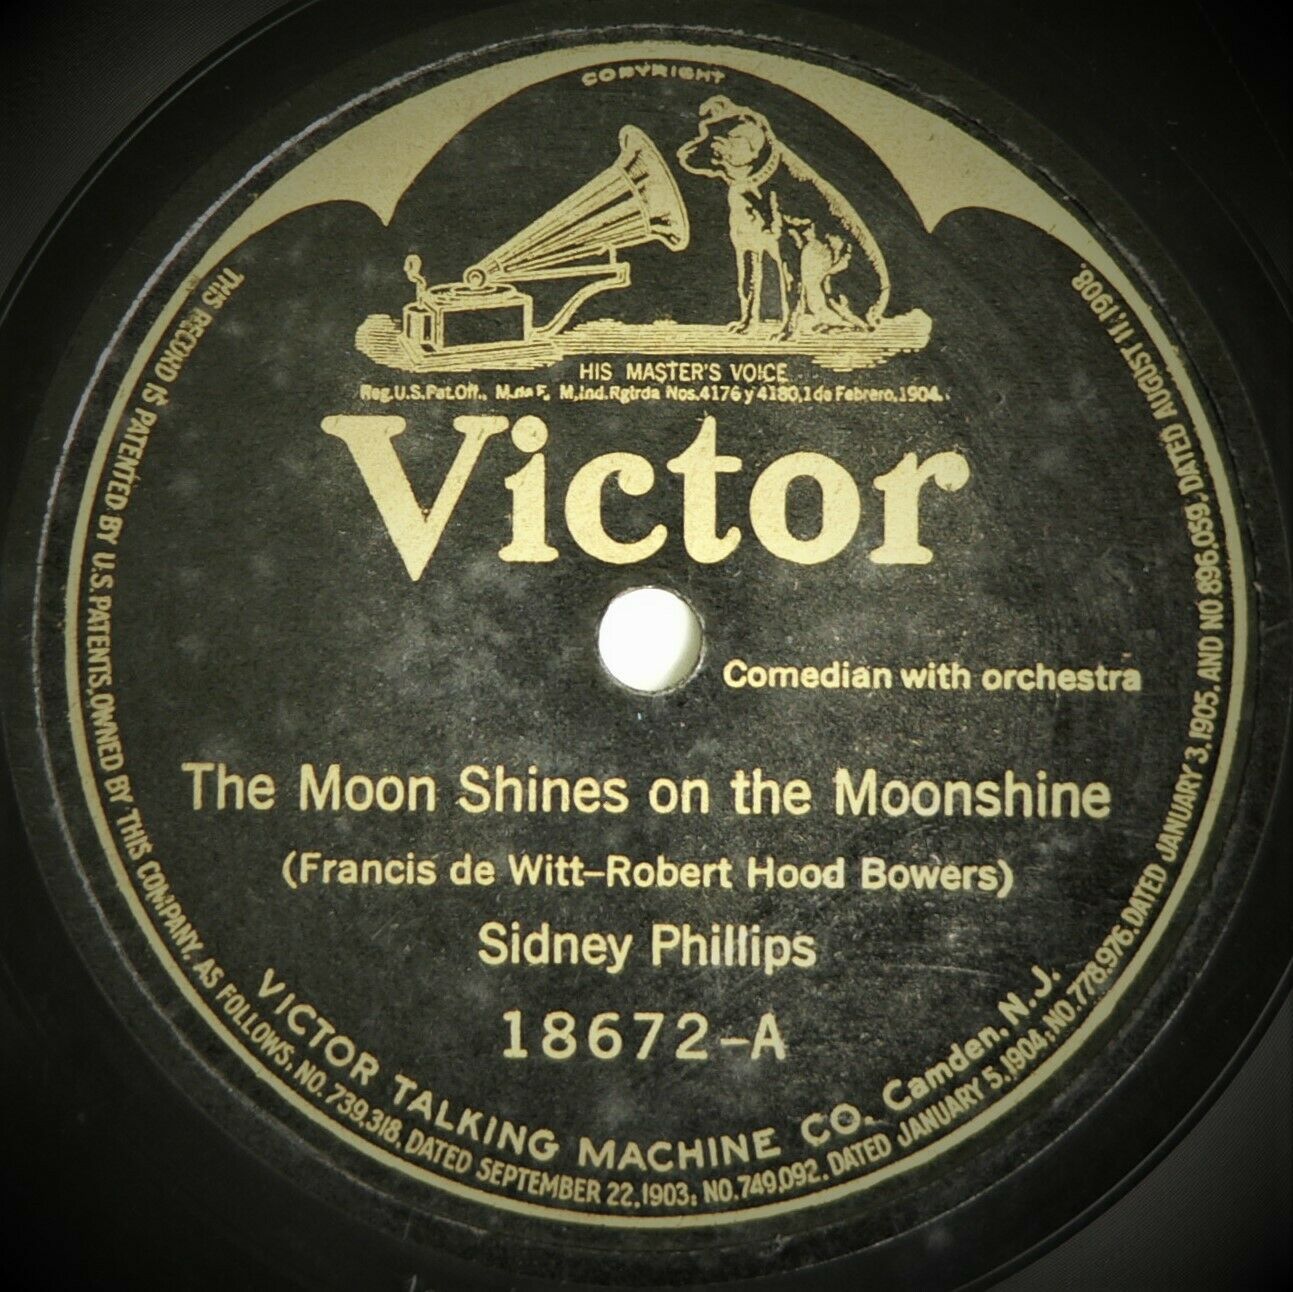 COPYRIGHT
HIS MASTER'S VOICE
Reg.U.S.Pat.Off., M.de F. M.Ind.Rgtrda Nos.4176 y 4180,1 de Febrero,1904.
Victor
Comedian with orchestra
The Moon Shines on the Moonshine
(Francis de Witt-Robert Hood Bowers)
Sidney Phillips
18672-A
VICTOR TALKING MACHINE CO. Camden, N.J.
THIS RECORD IS PATENTED BY U.S. PATENTS, OWNED BY THIS COMPANY, AS FOLLOWS, NO. 739,318, DATED SEPTEMBER 22, 1903; NO. 749,092, DATED JANUARY 5, 1904; NO. 778,976, DATED JANUARY 3, 1905, AND NO 896,059, DATED AUGUST 11, 1908.